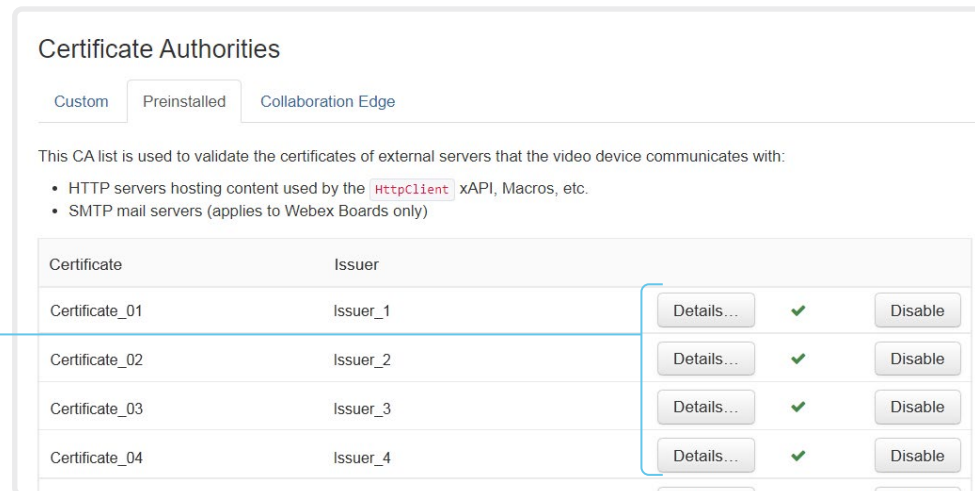 Certificate Authorities
Custom Preinstalled Collaboration Edge
This CA list is used to validate the certificates of external servers that the video device communicates with:
• HTTP servers hosting content used by the HttpClient xAPI, Macros, etc.
• SMTP mail servers (applies to Webex Boards only)
Certificate Issuer
Certificate_01 Issuer_1 Details... Disable
Certificate_02 Issuer_2 Details... Disable
Certificate_03 Issuer_3 Details... Disable
Certificate_04 Issuer_4 Details... Disable